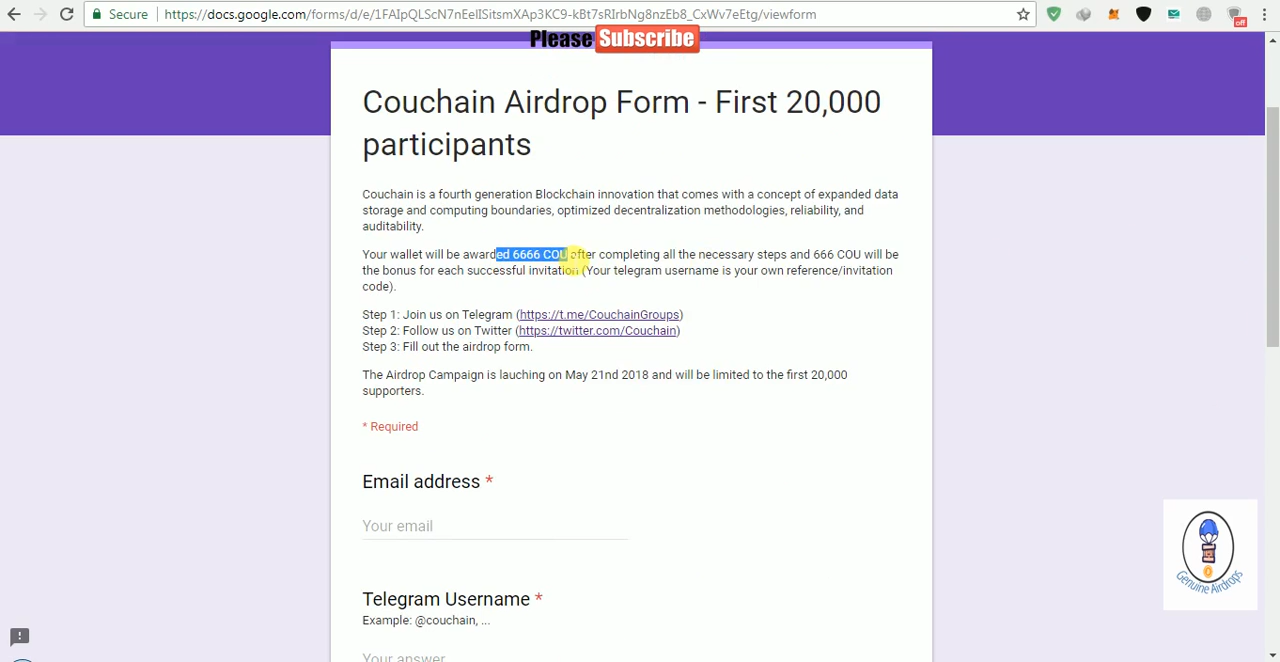 Secure
https://docs.google.com/forms/d/e/1FAIpQLScN7nEelISitsmXAp3KC9-kBt7sRIrbNg8nzEb8_CxWv7eEtg/viewform
off
Please Subscribe
Couchain Airdrop Form - First 20,000
participants
Couchain is a fourth generation Blockchain innovation that comes with a concept of expanded data
storage and computing boundaries, optimized decentralization methodologies, reliability, and
auditability.
Your wallet will be awarded 6666 COU after completing all the necessary steps and 666 COU will be
the bonus for each successful invitation (Your telegram username is your own reference/invitation
code).
Step 1: Join us on Telegram (https://t.me/CouchainGroups)
Step 2: Follow us on Twitter (https://twitter.com/Couchain)
Step 3: Fill out the airdrop form.
The Airdrop Campaign is lauching on May 21nd 2018 and will be limited to the first 20,000
supporters.
* Required
Email address *
Your email
Telegram Username *
Example: @couchain, ...
Your answer
Genuine Airdrops